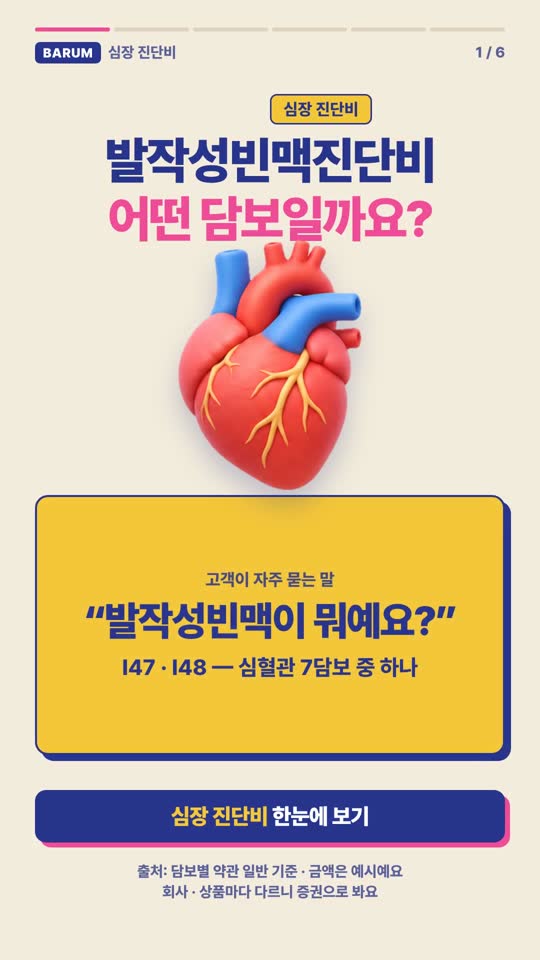 BARUM 심장 진단비 1 / 6
심장 진단비
발작성빈맥진단비
어떤 담보일까요?
고객이 자주 묻는 말
“발작성빈맥이 뭐예요?”
I47 · I48 — 심혈관 7담보 중 하나
심장 진단비 한눈에 보기
출처: 담보별 약관 일반 기준 · 금액은 예시예요
회사 · 상품마다 다르니 증권으로 봐요